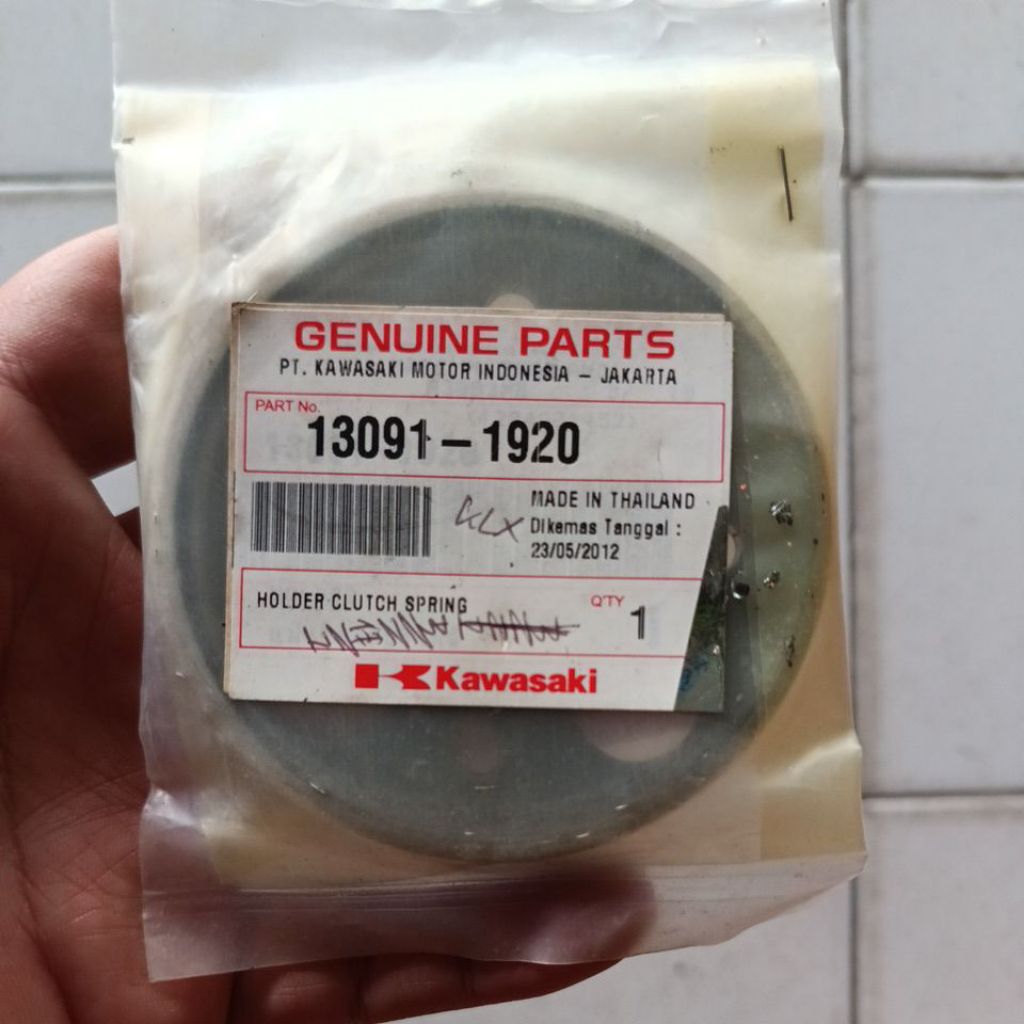 GENUINE PARTS
PT. KAWASAKI MOTOR INDONESIA – JAKARTA
PART No.
13091–1920
KLX
MADE IN THAILAND
Dikemas Tanggal :
23/05/2012
HOLDER CLUTCH SPRING
Q'TY
1
Kawasaki